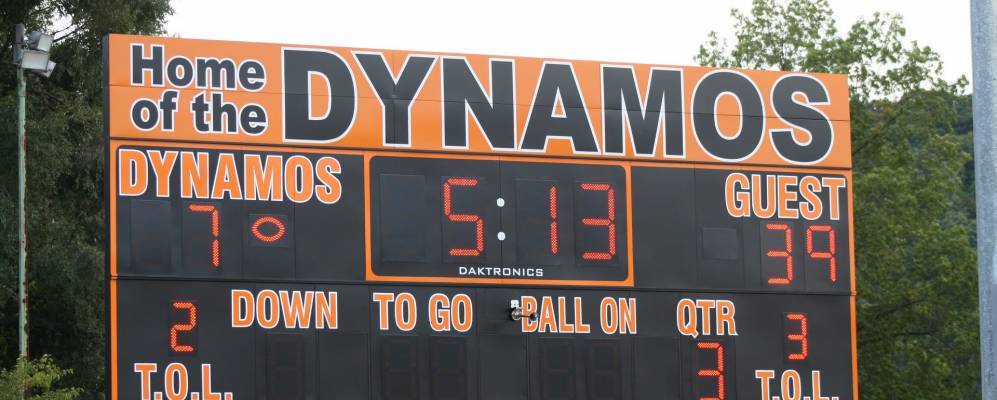 Home
of the
DYNAMOS
DYNAMOS
GUEST
7
5:13
39
DAKTRONICS
DOWN TO GO BALL ON QTR
2
3
3
T.O.L.
T.O.L.